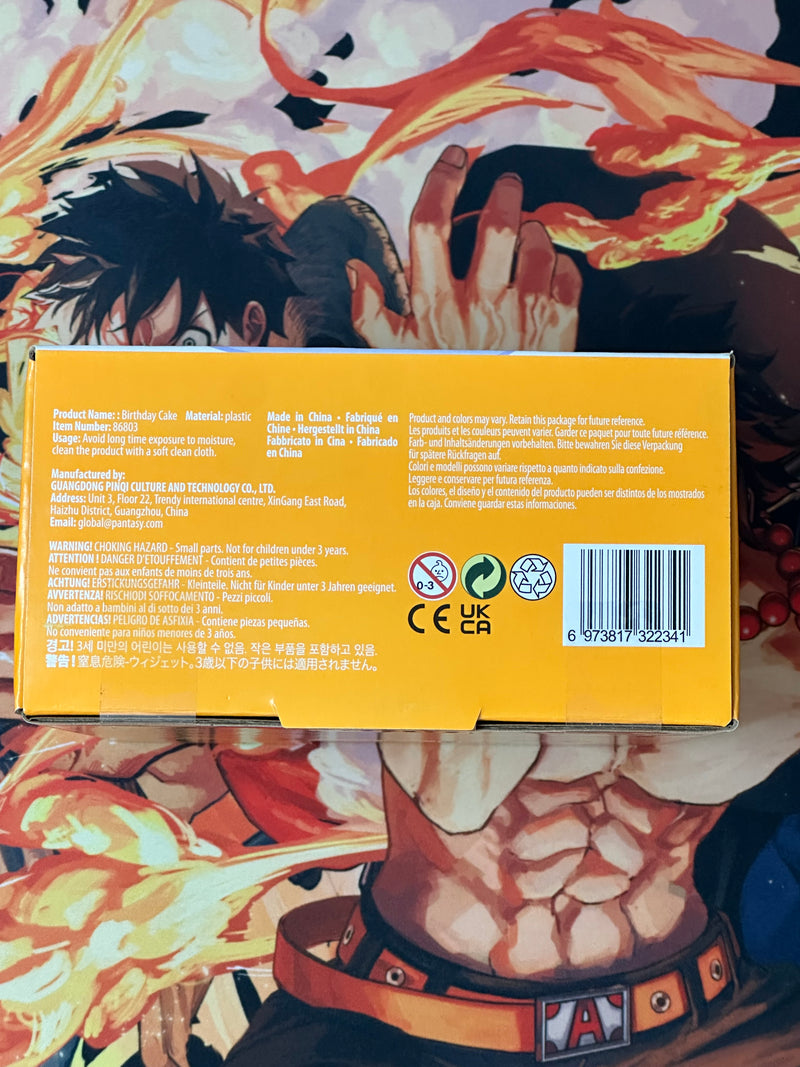 Product Name: : Birthday Cake Material: plastic
Item Number: 86803
Usage: Avoid long time exposure to moisture,
clean the product with a soft clean cloth.
Made in China • Fabriqué en
Chine • Hergestellt in China
Fabbricato in Cina • Fabricado
en China
Product and colors may vary. Retain this package for future reference.
Les produits et les couleurs peuvent varier. Garder ce paquet pour toute future référence.
Farb- und Inhaltsänderungen vorbehalten. Bitte bewahren Sie diese Verpackung
für spätere Rückfragen auf.
Colori e modelli possono variare rispetto a quanto indicato sulla confezione.
Leggere e conservare per futura referenza.
Los colores, el diseño y el contenido del producto pueden ser distintos de los mostrados
en la caja. Conviene guardar estas informaciones.
Manufactured by:
GUANGDONG PINQI CULTURE AND TECHNOLOGY CO., LTD.
Address: Unit 3, Floor 22, Trendy international centre, XinGang East Road,
Haizhu District, Guangzhou, China
Email: global@pantasy.com
WARNING! CHOKING HAZARD - Small parts. Not for children under 3 years.
ATTENTION ! DANGER D'ETOUFFEMENT - Contient de petites pièces.
Ne convient pas aux enfants de moins de trois ans.
ACHTUNG! ERSTICKUNGSGEFAHR - Kleinteile. Nicht für Kinder unter 3 Jahren geeignet.
AVVERTENZA! RISCHIODI SOFFOCAMENTO - Pezzi piccoli.
Non adatto a bambini al di sotto dei 3 anni.
ADVERTENCIAS! PELIGRO DE ASFIXIA - Contiene piezas pequeñas.
No conveniente para niños menores de 3 años.
경고! 3세 미만의 어린이는 사용할 수 없음. 작은 부품을 포함하고 있음.
警告! 窒息危険-ウィジェット。3歳以下の子供には適用されません。
0-3
CE
UK
CA
6 973817 322341
A